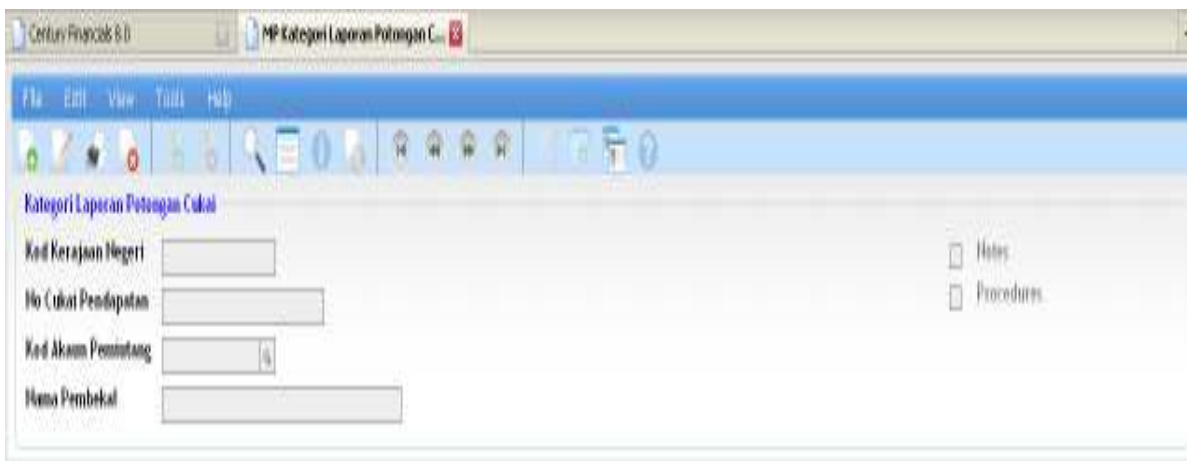 Century Financials 8.0 MP Kategori Laporan Potongan C...
File Edit View Tools Help
Kategori Laporan Potongan Cukai
Kod Kerajaan Negeri
Notes
No Cukai Pendapatan
Procedures
Kod Akaun Pemiutang
Nama Pembekal